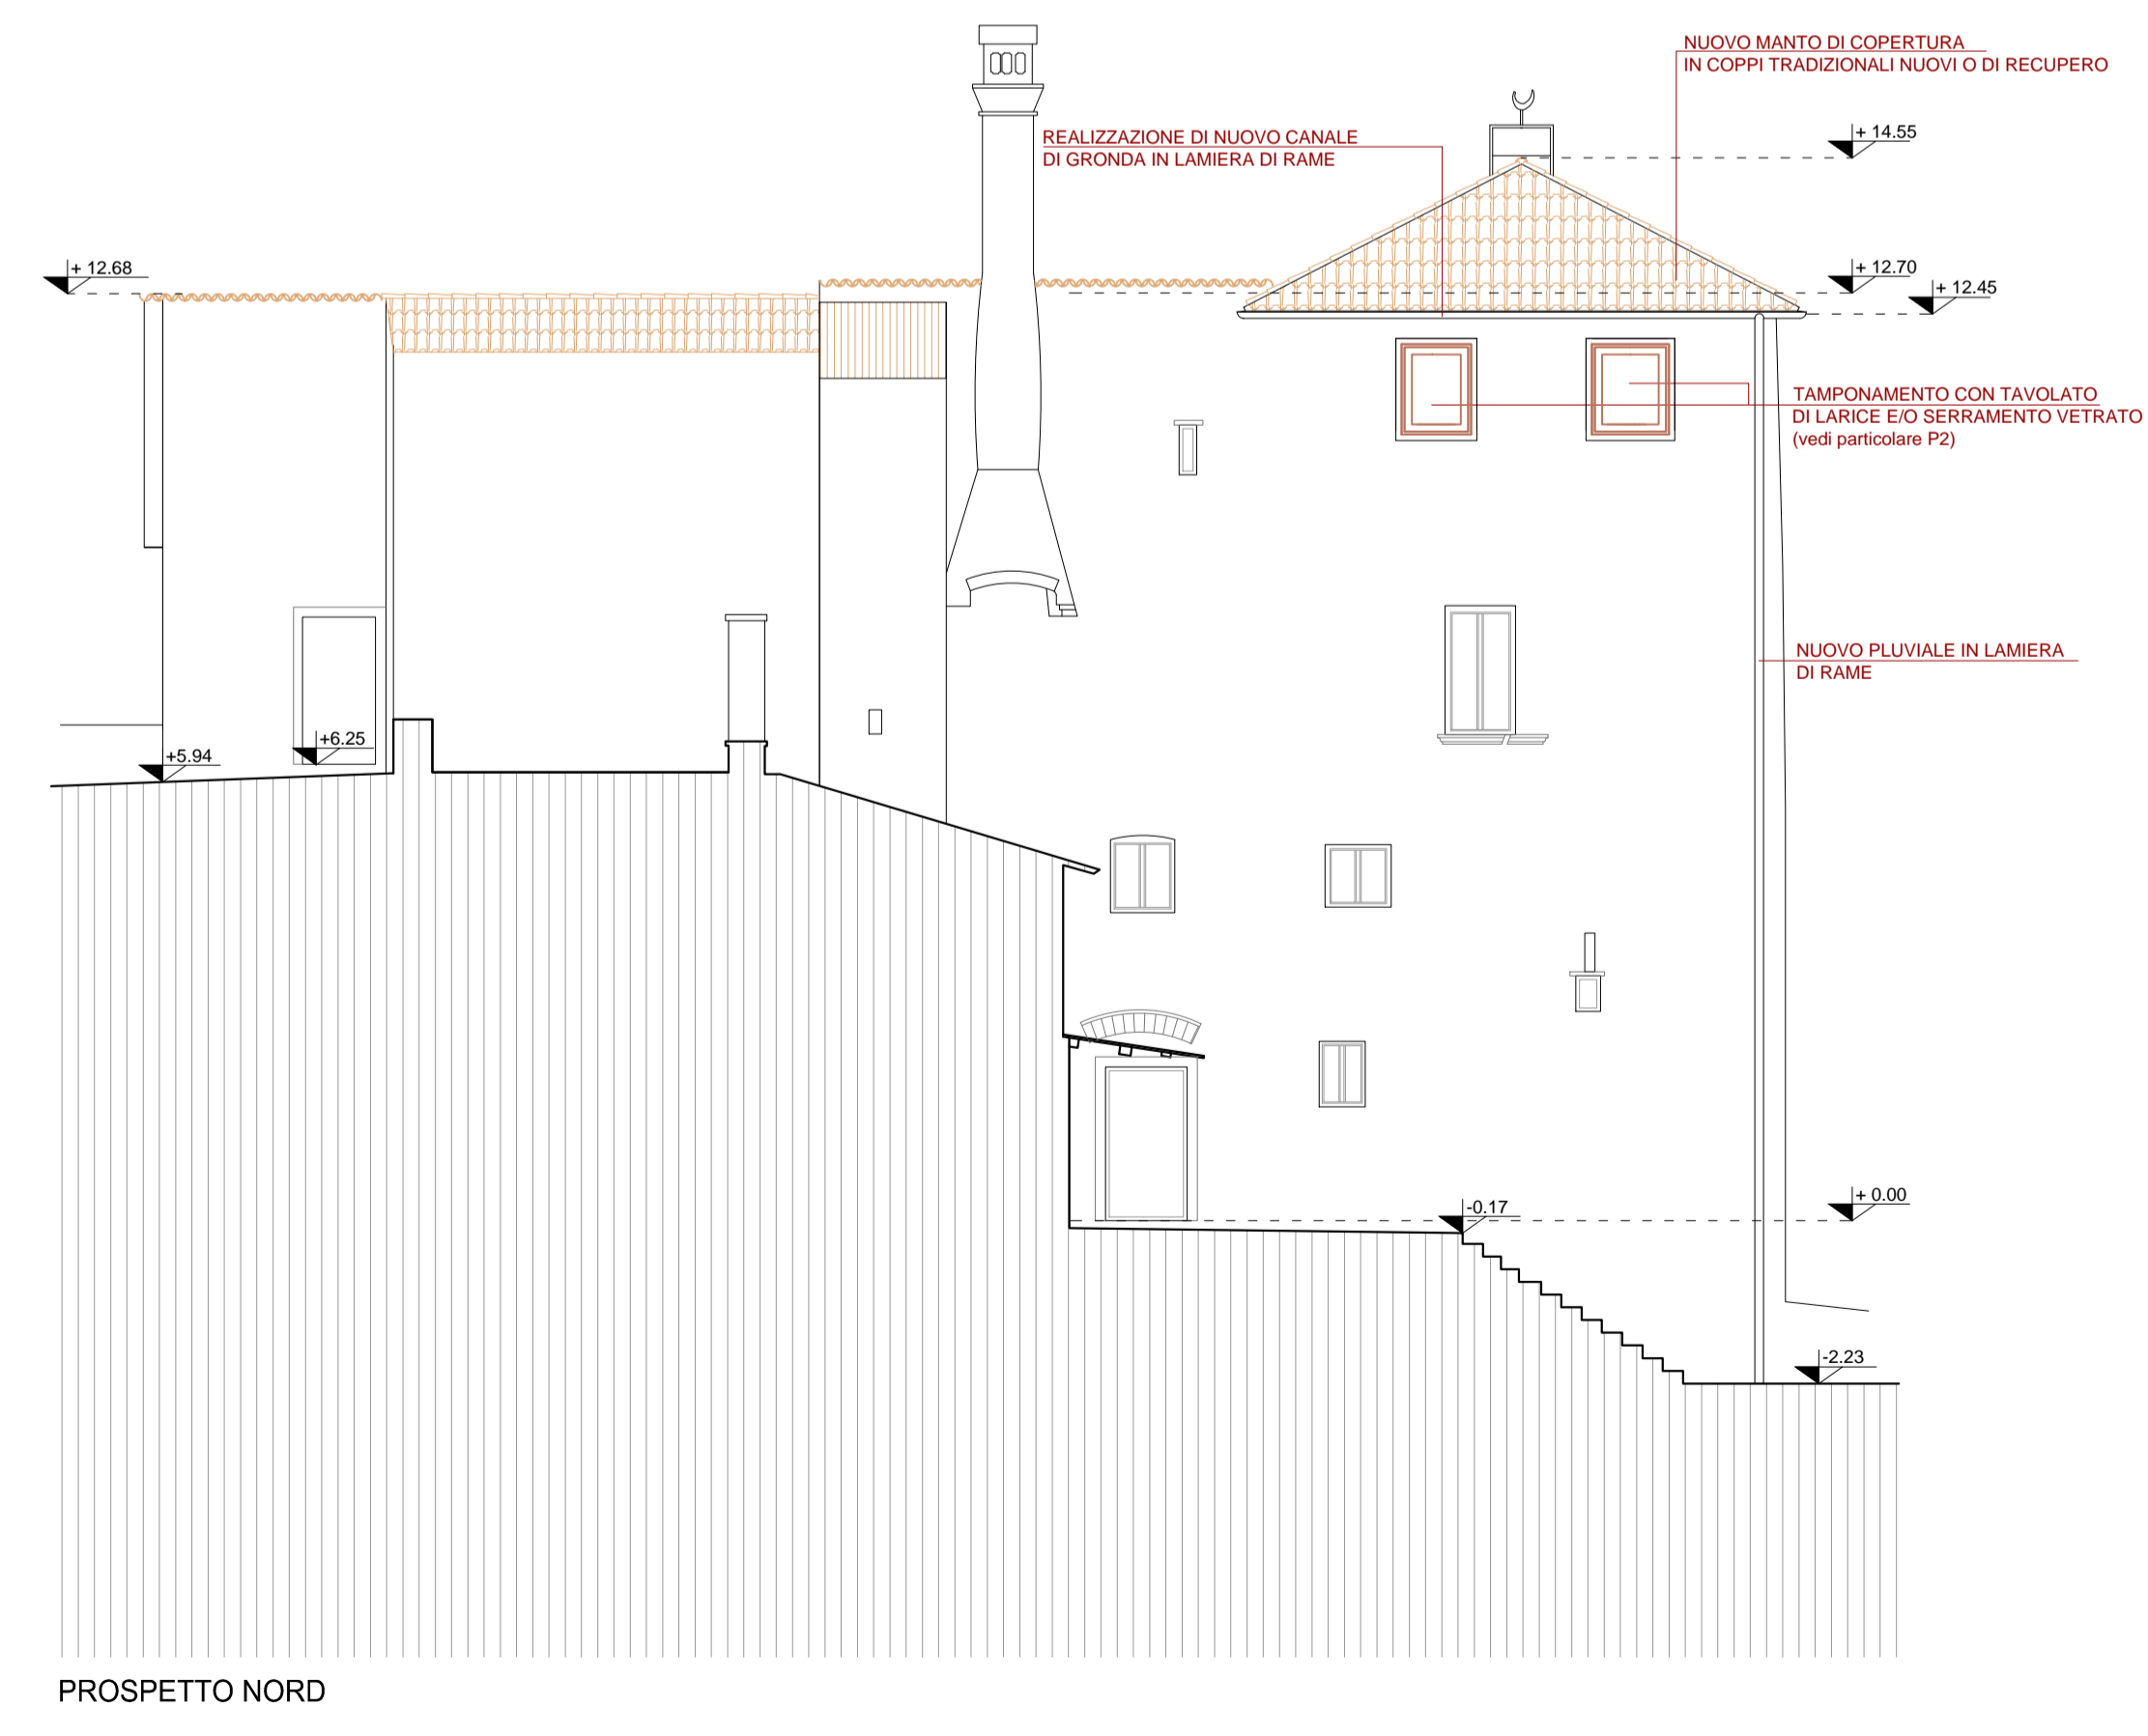 NUOVO MANTO DI COPERTURA
IN COPPI TRADIZIONALI NUOVI O DI RECUPERO
REALIZZAZIONE DI NUOVO CANALE
DI GRONDA IN LAMIERA DI RAME
+ 14.55
+ 12.68
+ 12.70
+ 12.45
TAMPONAMENTO CON TAVOLATO
DI LARICE E/O SERRAMENTO VETRATO
(vedi particolare P2)
NUOVO PLUVIALE IN LAMIERA
DI RAME
+6.25
+5.94
-0.17
+ 0.00
-2.23
PROSPETTO NORD